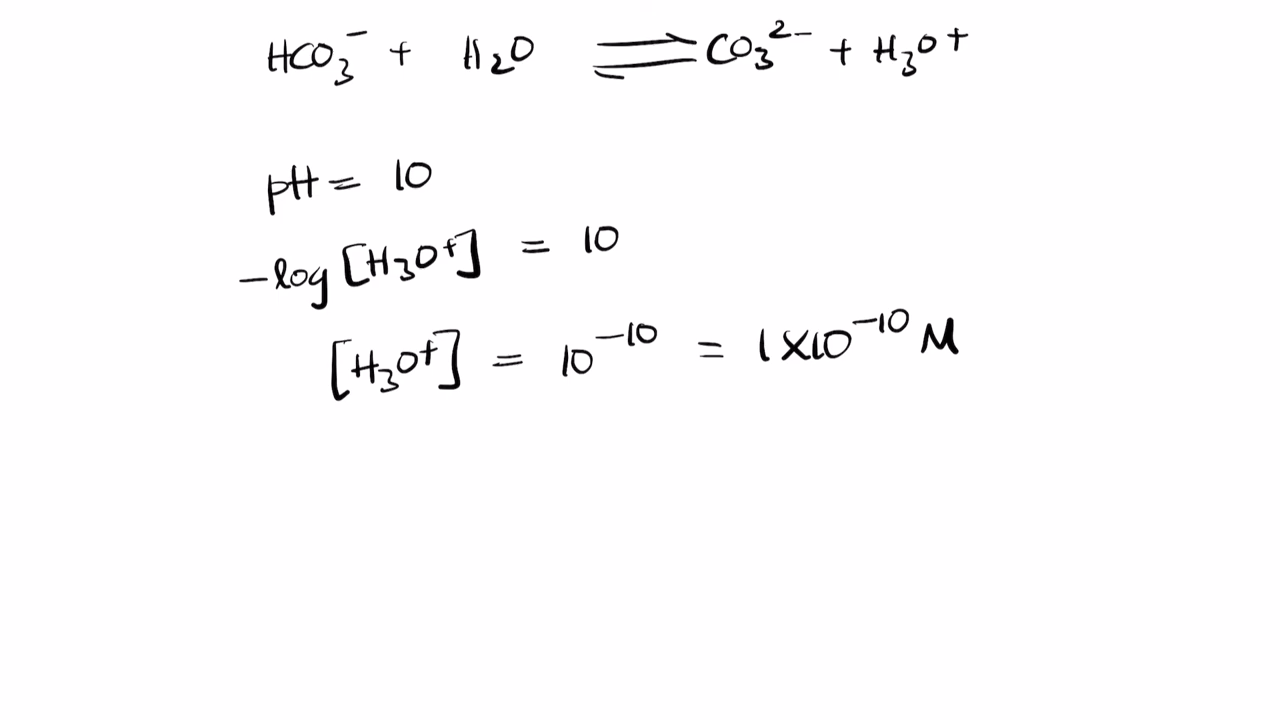 HCO₃⁻ + H₂O ⇌ CO₃²⁻ + H₃O⁺
pH = 10
-log [H₃O⁺] = 10
[H₃O⁺] = 10⁻¹⁰ = 1 × 10⁻¹⁰ M